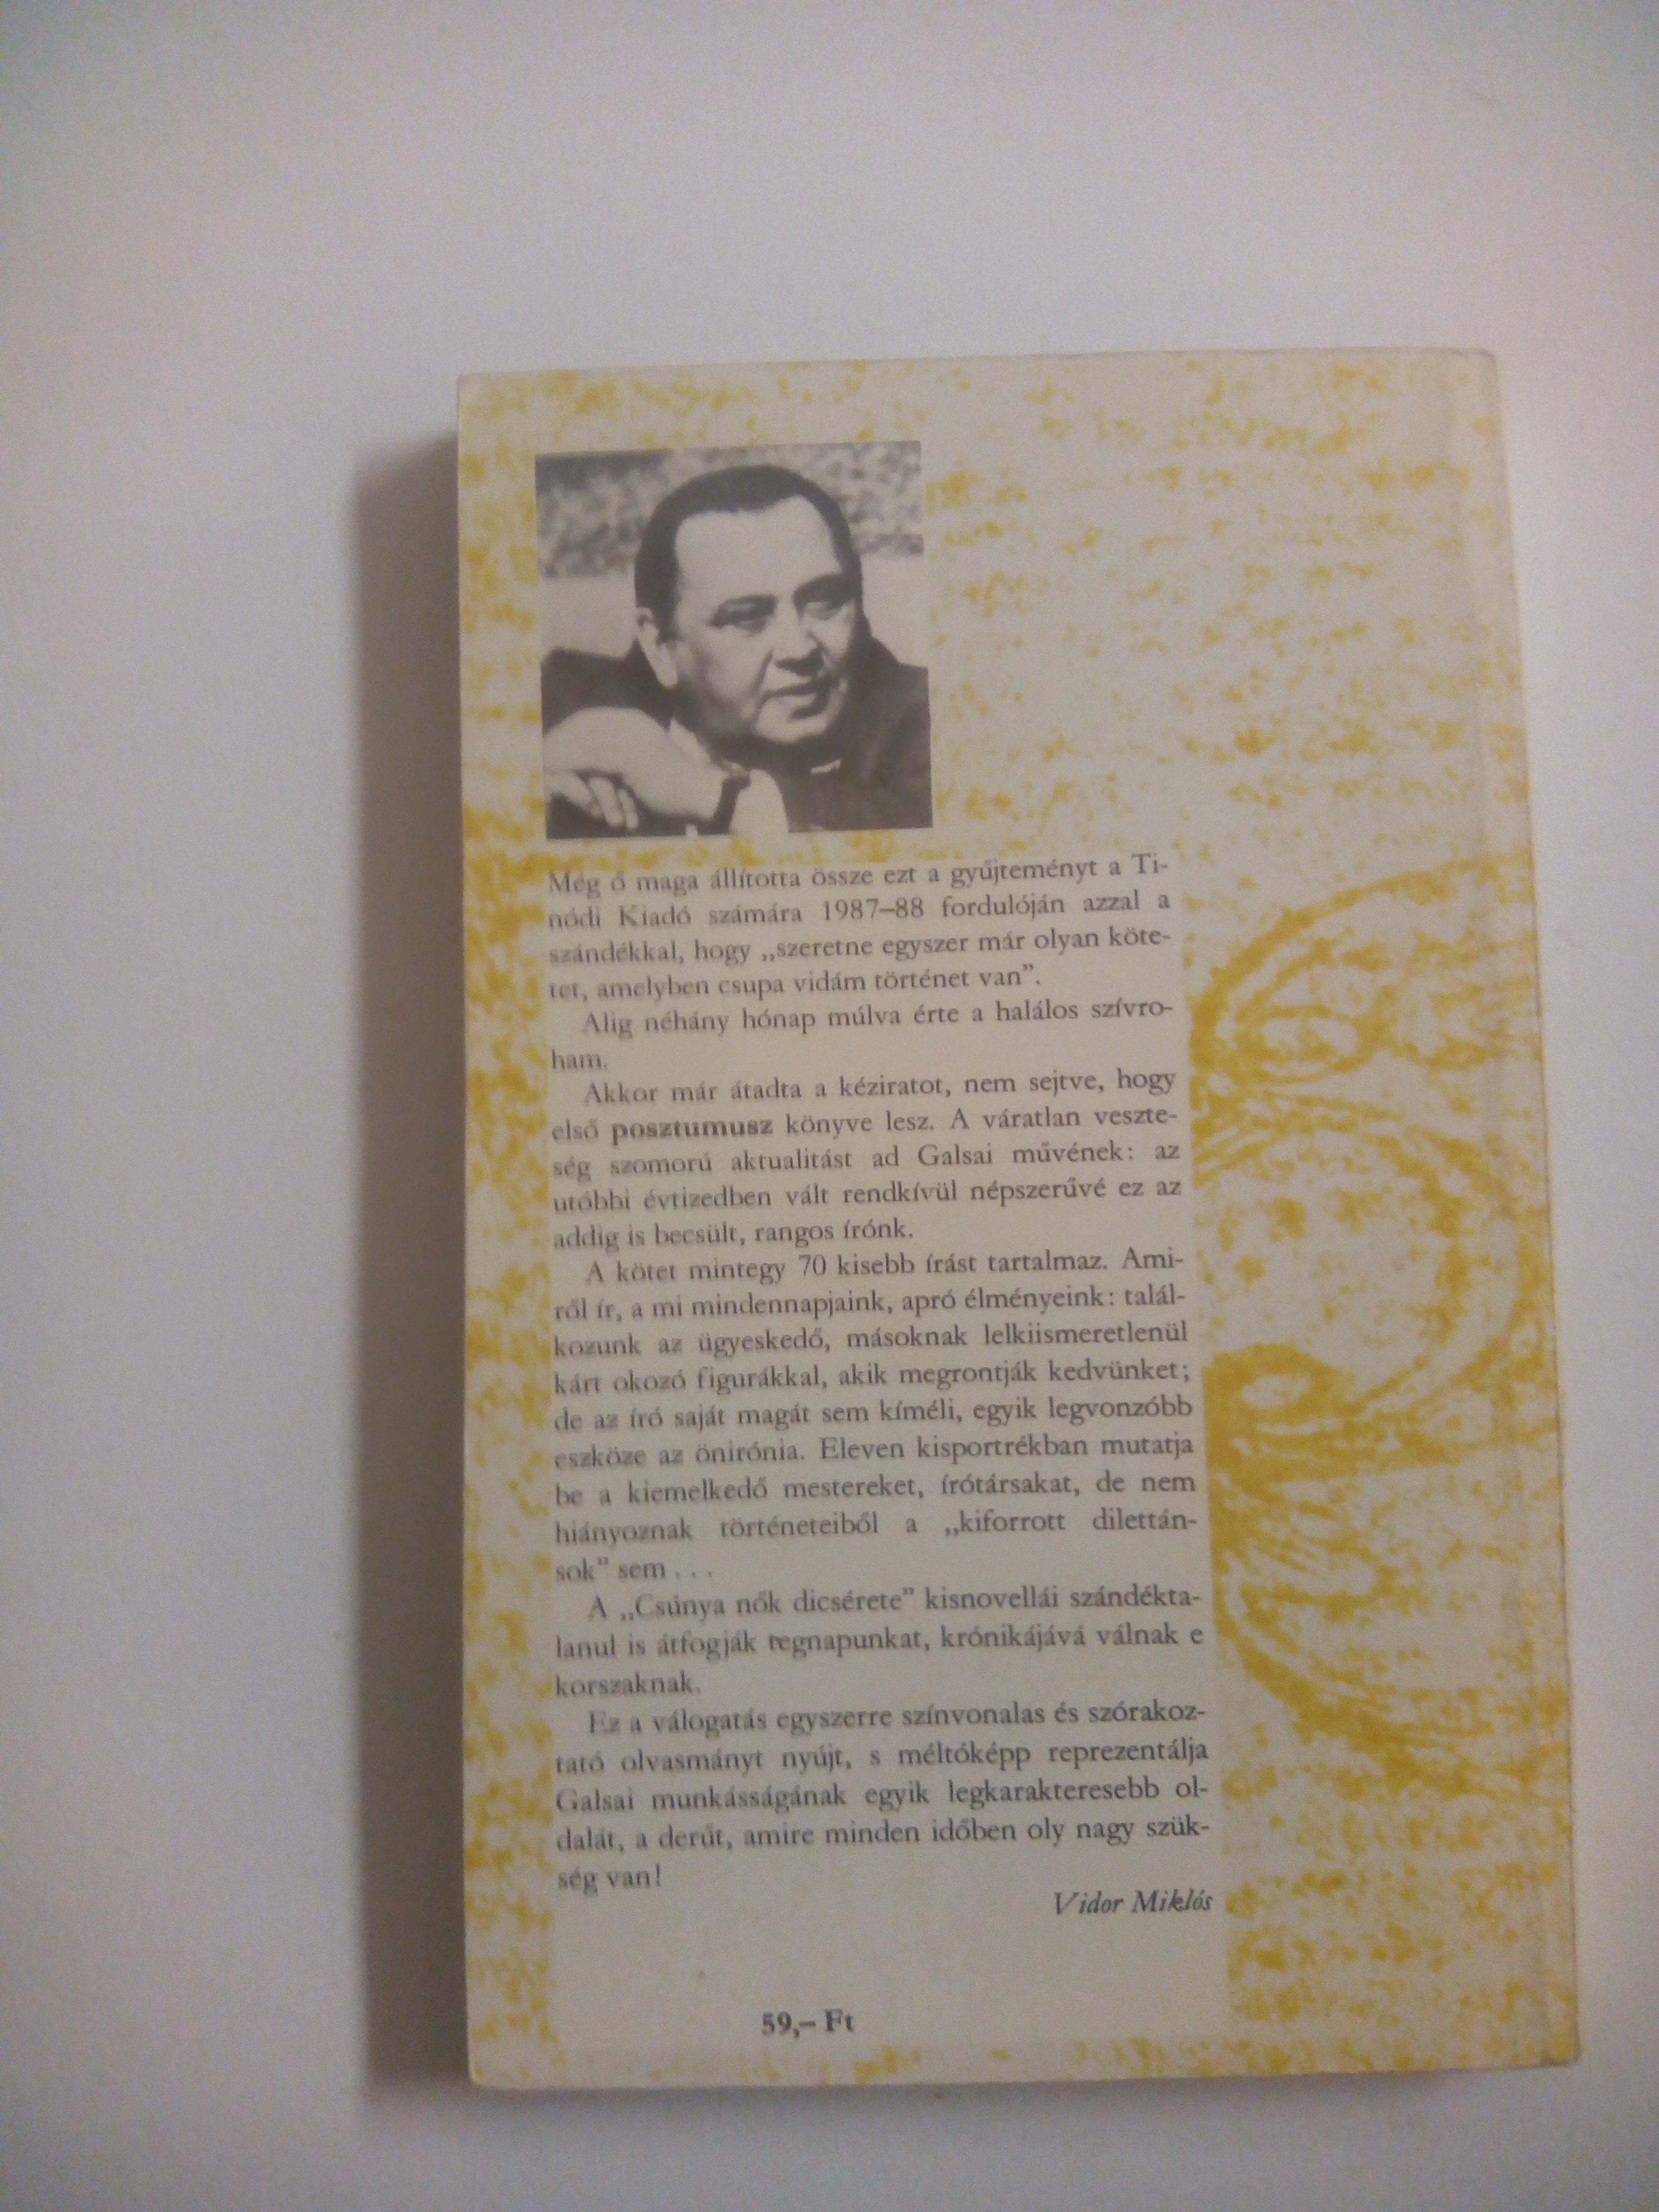 Még ő maga állította össze ezt a gyűjteményt a Ti-
nódi Kiadó számára 1987–88 fordulóján azzal a
szándékkal, hogy „szeretne egyszer már olyan köte-
tet, amelyben csupa vidám történet van”.
Alig néhány hónap múlva érte a halálos szívro-
ham.
Akkor már átadta a kéziratot, nem sejtve, hogy
első posztumusz könyve lesz. A váratlan veszte-
ség szomorú aktualitást ad Galsai művének: az
utóbbi évtizedben vált rendkívül népszerűvé ez az
addig is becsült, rangos írónk.
A kötet mintegy 70 kisebb írást tartalmaz. Ami-
ről ír, a mi mindennapjaink, apró élményeink: talál-
kozunk az ügyeskedő, másoknak lelkiismeretlenül
kárt okozó figurákkal, akik megrontják kedvünket;
de az író saját magát sem kíméli, egyik legvonzóbb
eszköze az önirónia. Eleven kisportrékban mutatja
be a kiemelkedő mestereket, írótársakat, de nem
hiányoznak történeteiből a „kiforrott dilettán-
sok” sem . . .
A „Csúnya nők dicsérete” kisnovellái szándékta-
lanul is átfogják tegnapunkat, krónikájává válnak e
korszaknak.
Ez a válogatás egyszerre színvonalas és szórakoz-
tató olvasmányt nyújt, s méltóképp reprezentálja
Galsai munkásságának egyik legkarakteresebb ol-
dalát, a derűt, amire minden időben oly nagy szük-
ség van!
Vidor Miklós
59,– Ft